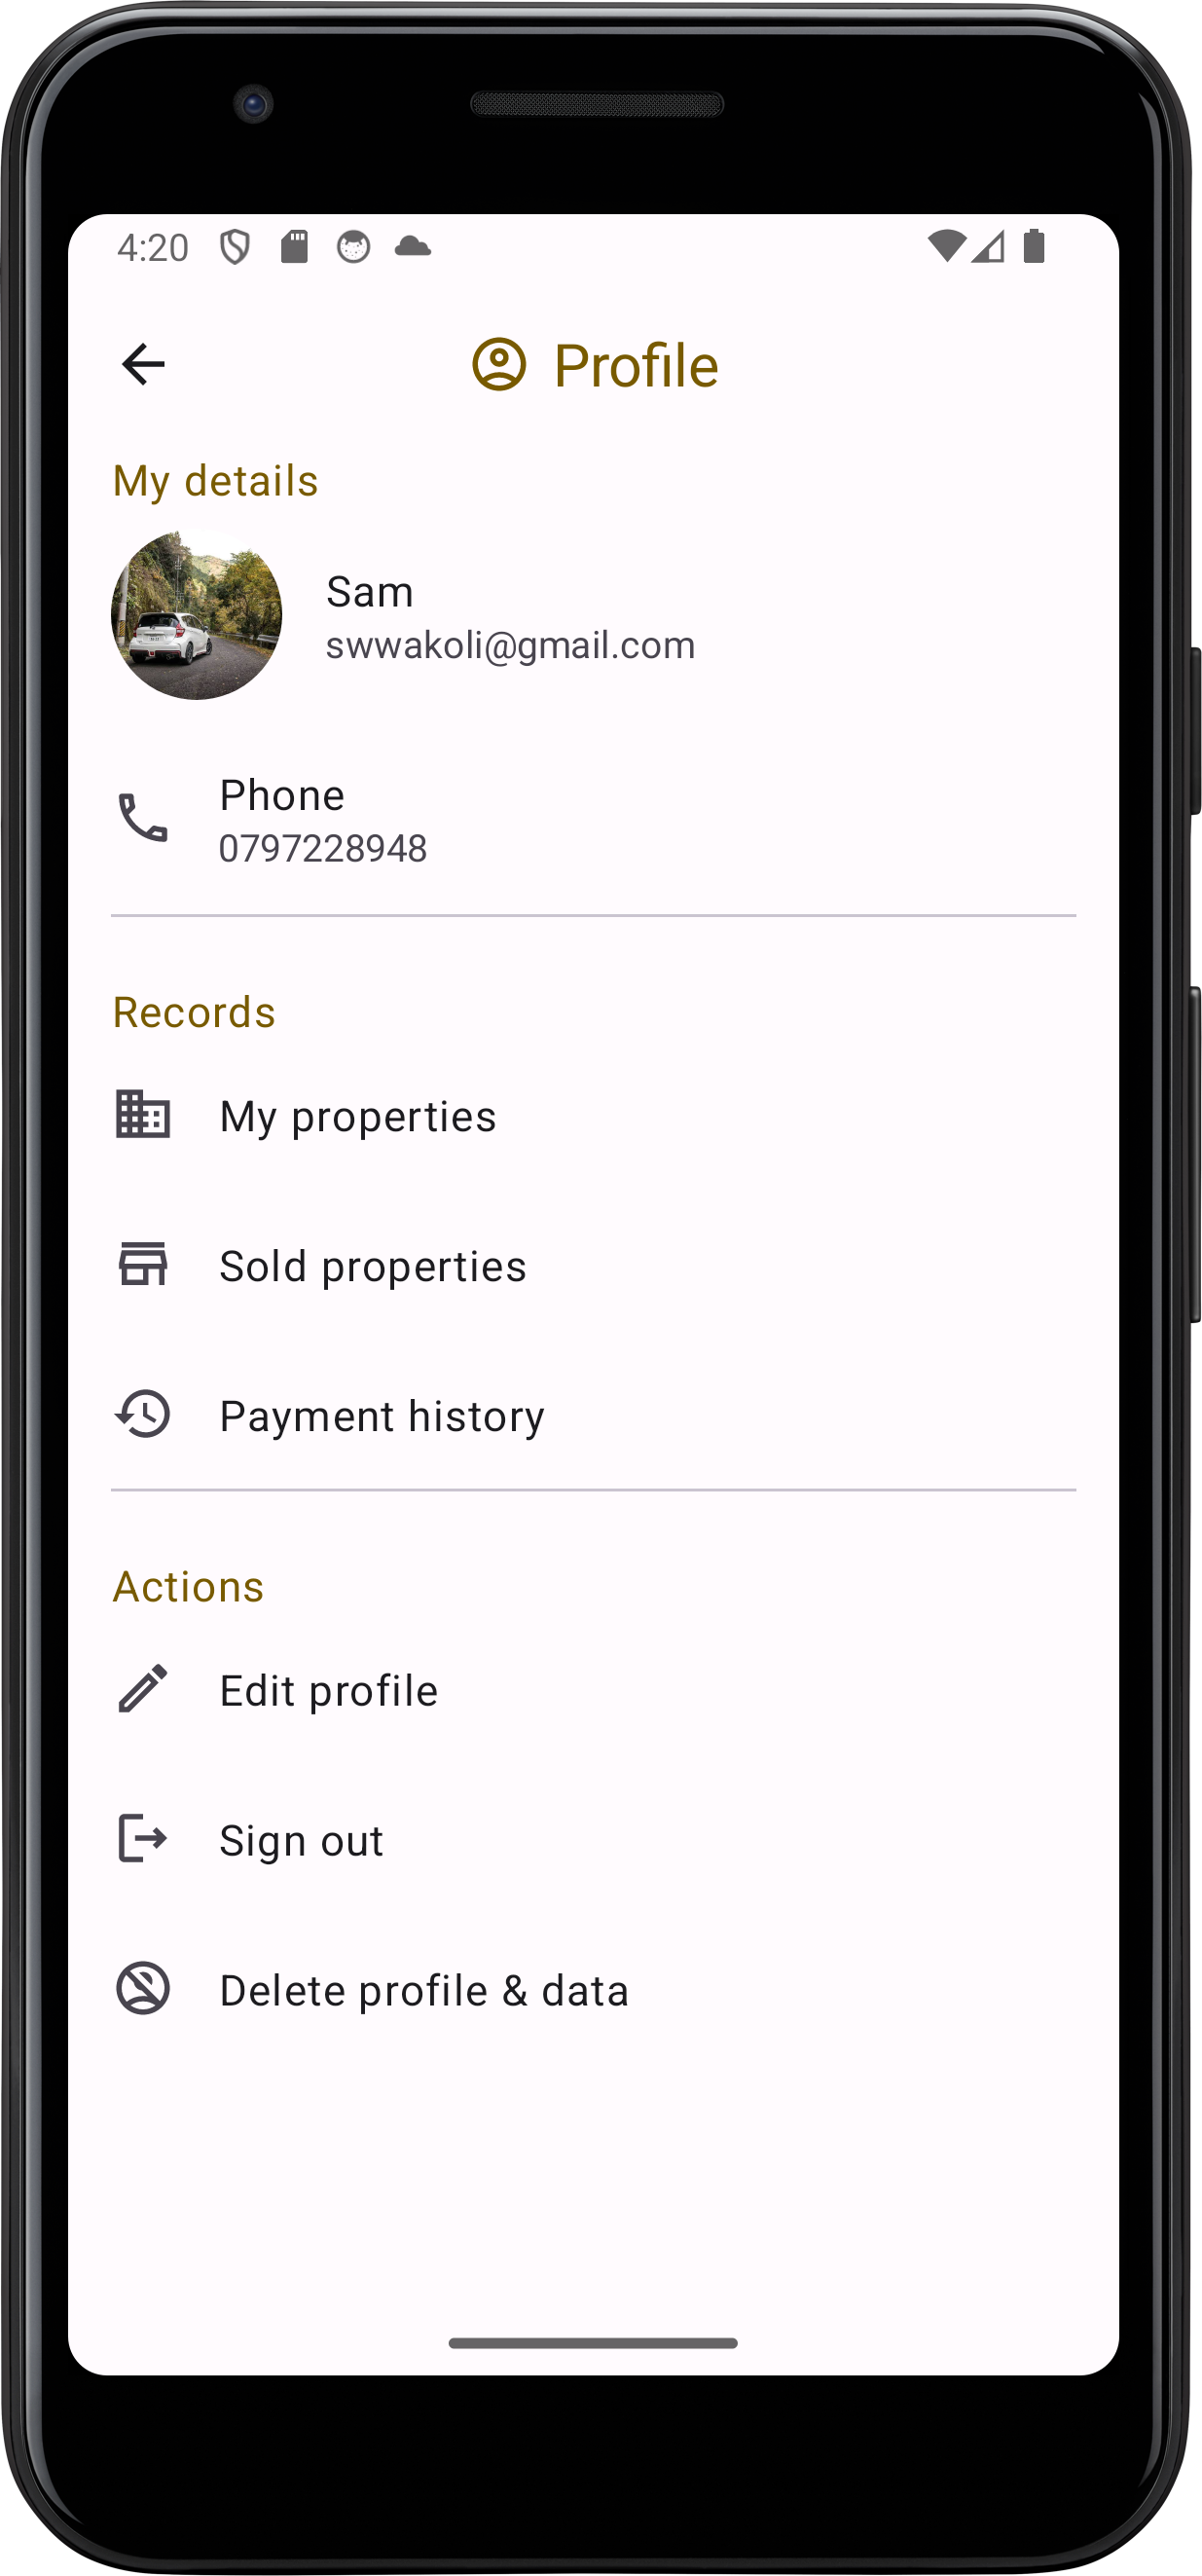 4:20
Profile
My details
Sam
swwakoli@gmail.com
Phone
0797228948
Records
My properties
Sold properties
Payment history
Actions
Edit profile
Sign out
Delete profile & data